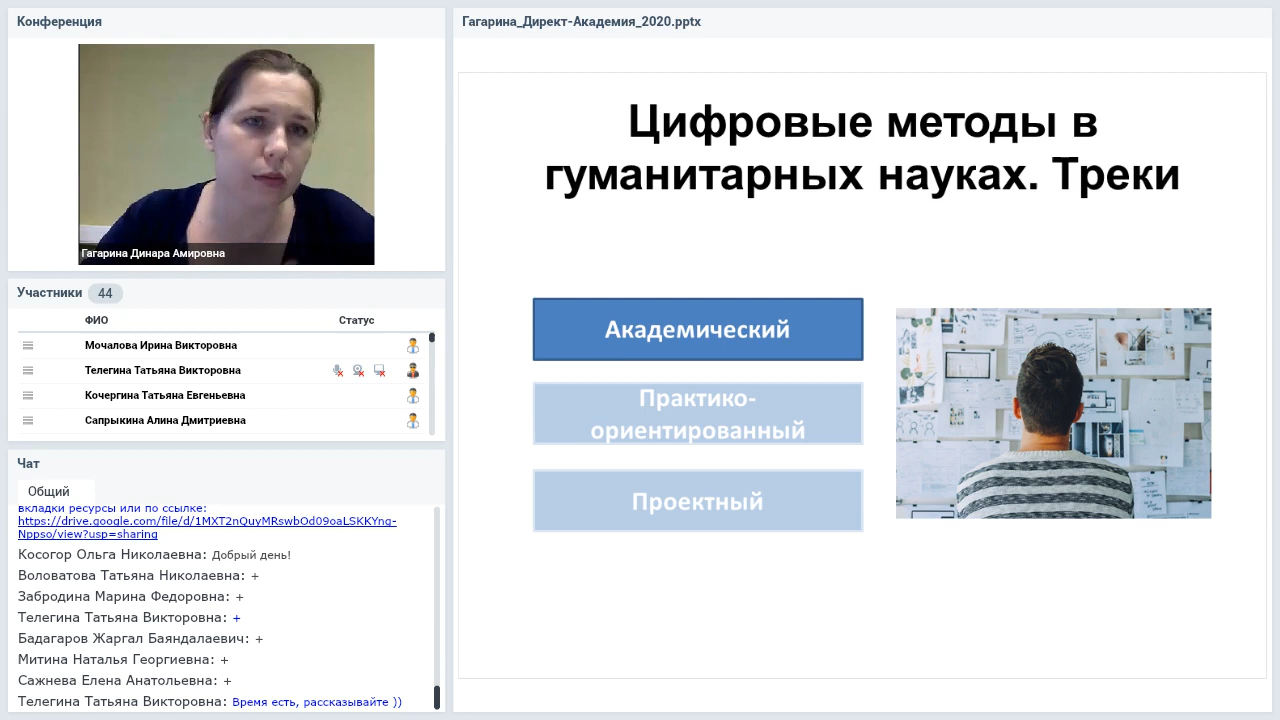 Конференция
Гагарина Динара Амировна
Участники 44
ФИО Статус
Мочалова Ирина Викторовна
Телегина Татьяна Викторовна
Кочергина Татьяна Евгеньевна
Сапрыкина Алина Дмитриевна
Чат
Общий
вкладки ресурсы или по ссылке:
https://drive.google.com/file/d/1MXT2nQuyMRswbOd09oaLSKKYng-
Nppso/view?usp=sharing
Косогор Ольга Николаевна: Добрый день!
Воловатова Татьяна Николаевна: +
Забродина Марина Федоровна: +
Телегина Татьяна Викторовна: +
Бадагаров Жаргал Баяндалаевич: +
Митина Наталья Георгиевна: +
Сажнева Елена Анатольевна: +
Телегина Татьяна Викторовна: Время есть, рассказывайте ))
Гагарина_Директ-Академия_2020.pptx
Цифровые методы в
гуманитарных науках. Треки
Академический
Практико-
ориентированный
Проектный